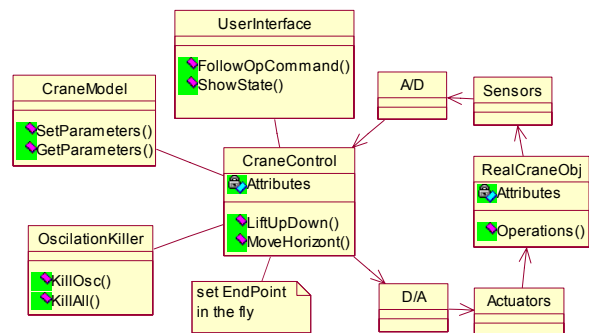 UserInterface
FollowOpCommand()
ShowState()
CraneModel
SetParameters()
GetParameters()
A/D
Sensors
CraneControl
Attributes
LiftUpDown()
MoveHorizont()
RealCraneObj
Attributes
Operations()
OscilationKiller
KillOsc()
KillAll()
set EndPoint
in the fly
D/A
Actuators